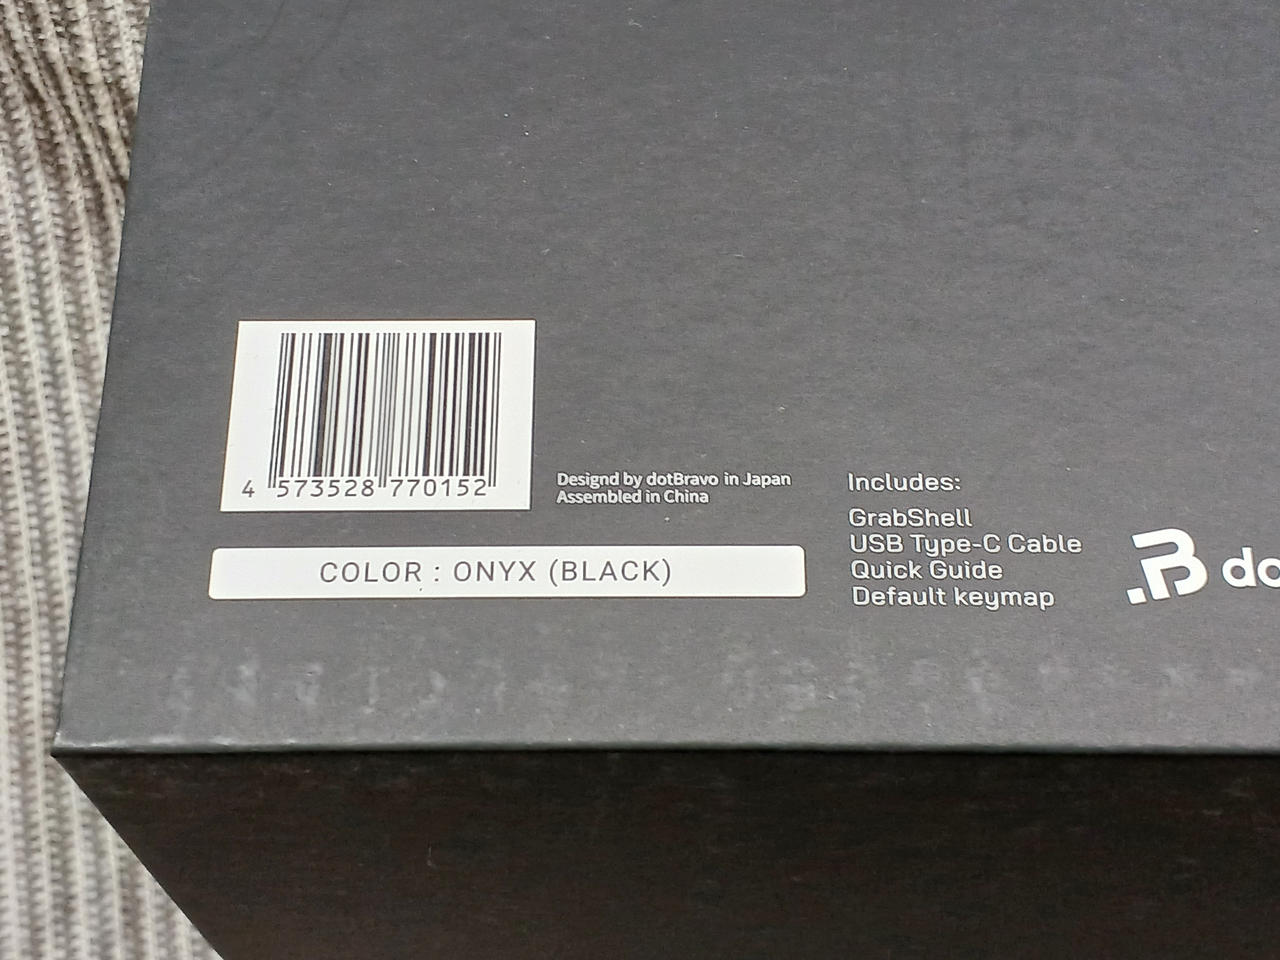 4 573528 770152
Designd by dotBravo in Japan
Assembled in China
COLOR : ONYX (BLACK)
Includes:
GrabShell
USB Type-C Cable
Quick Guide
Default keymap
.B